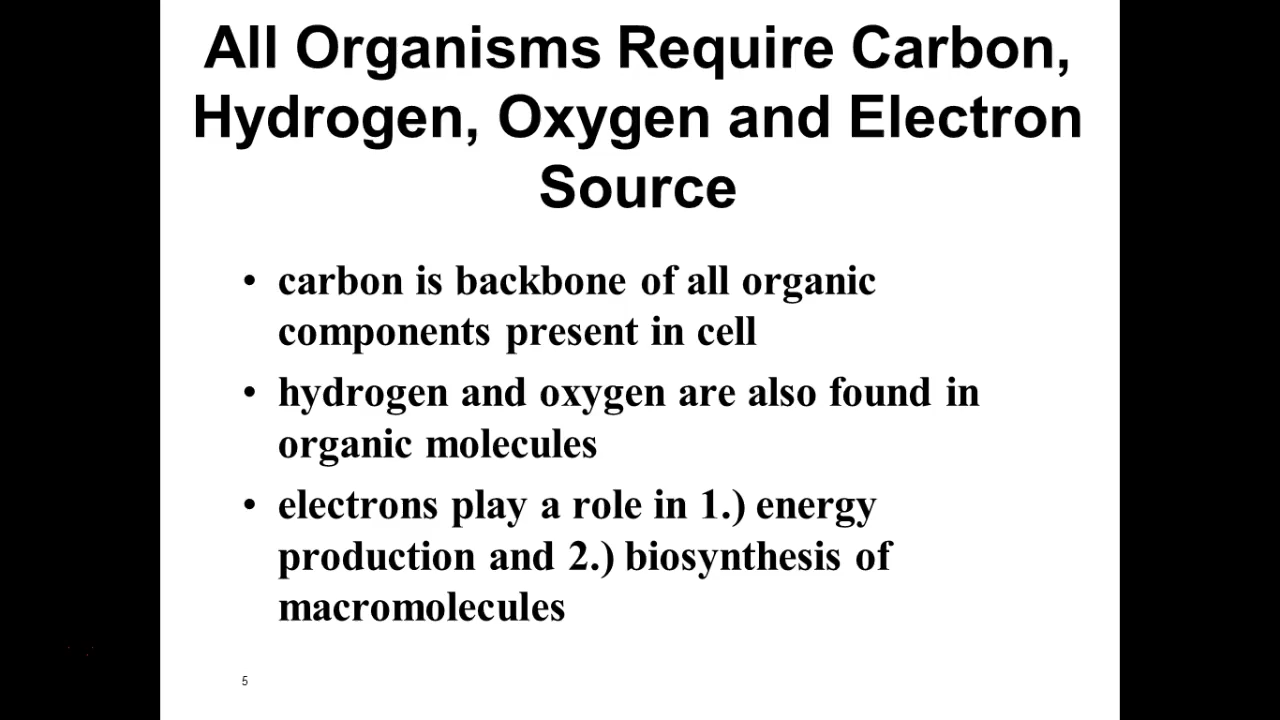 All Organisms Require Carbon,
Hydrogen, Oxygen and Electron
Source
• carbon is backbone of all organic
components present in cell
• hydrogen and oxygen are also found in
organic molecules
• electrons play a role in 1.) energy
production and 2.) biosynthesis of
macromolecules
5